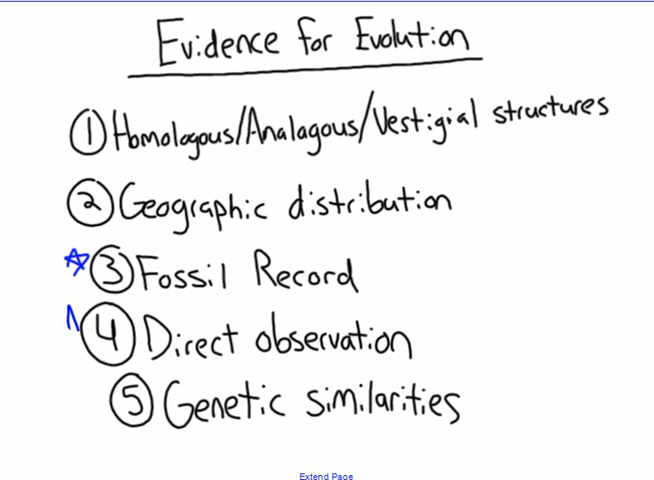 Evidence for Evolution
① Homologous/Analagous/Vestigial structures
② Geographic distribution
③ Fossil Record
④ Direct observation
⑤ Genetic similarities
Extend Page